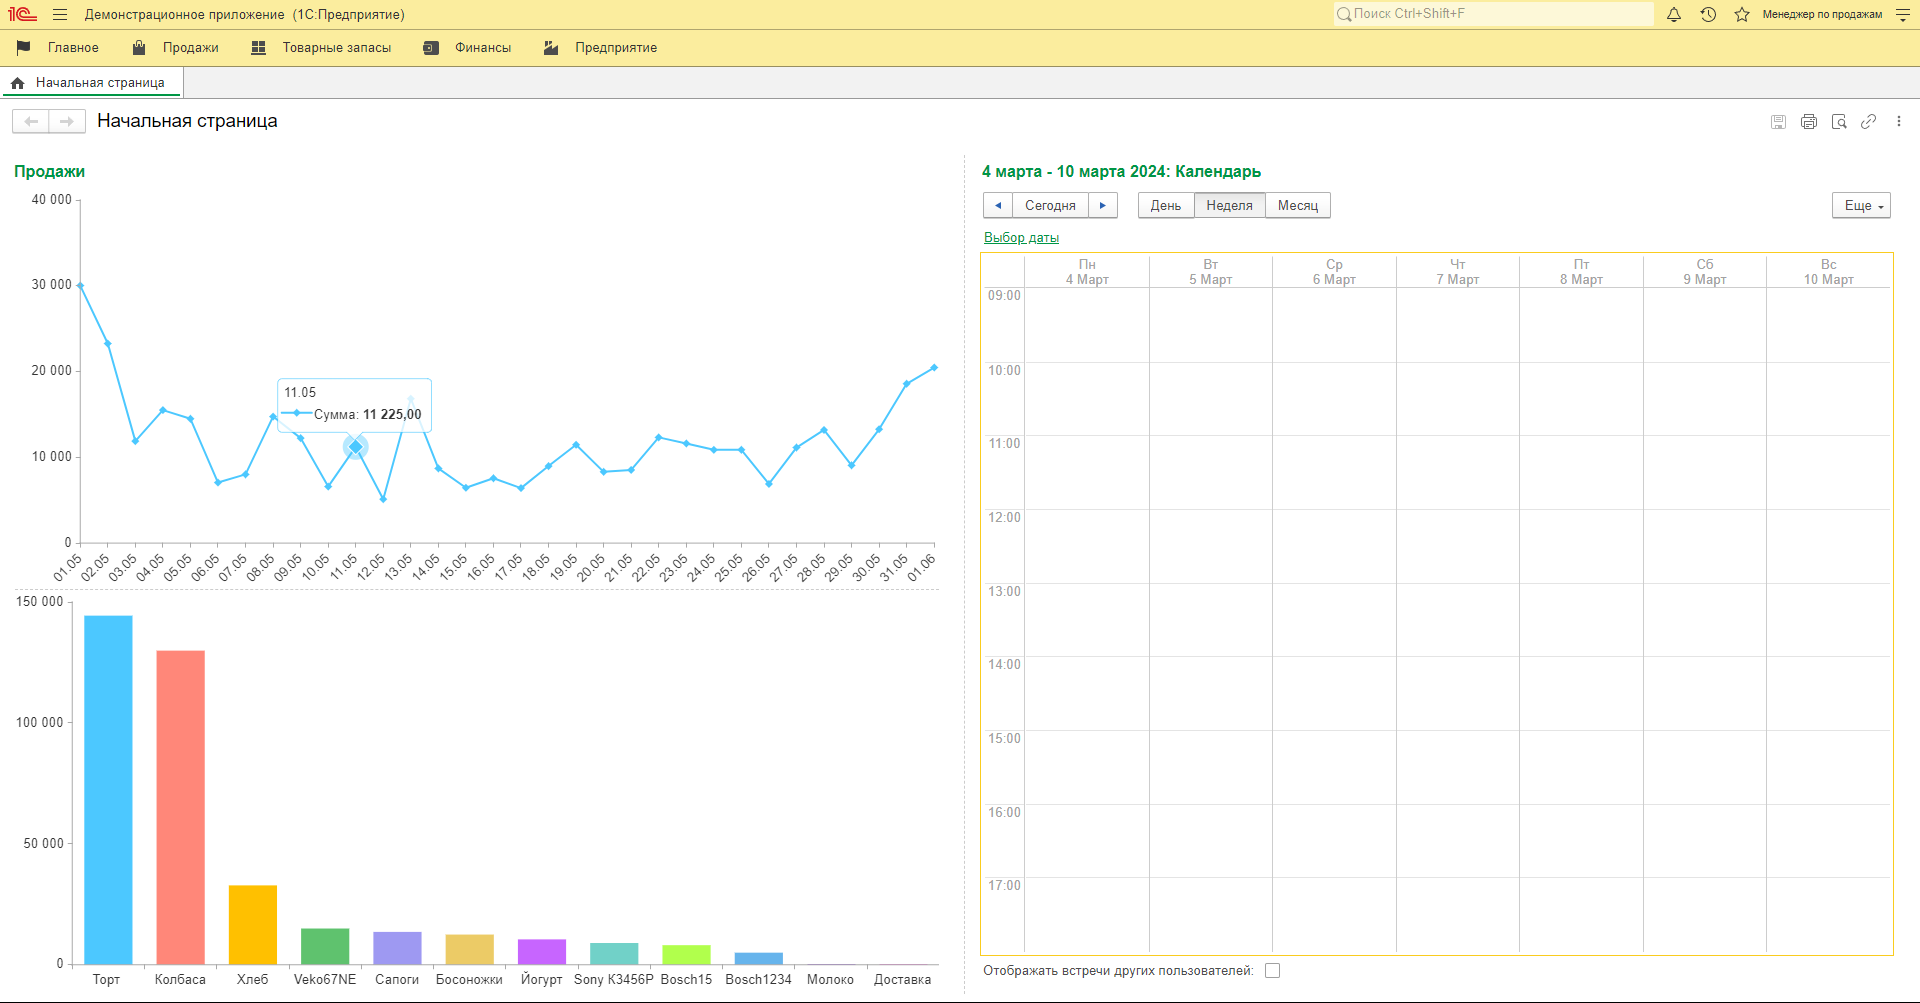 1С Демонстрационное приложение (1С:Предприятие) Поиск Ctrl+Shift+F Менеджер по продажам
Главное Продажи Товарные запасы Финансы Предприятие
Начальная страница
Начальная страница
Продажи
40 000
30 000
20 000
10 000
0
11.05
Сумма: 11 225,00
01.05 02.05 03.05 04.05 05.05 06.05 07.05 08.05 09.05 10.05 11.05 12.05 13.05 14.05 15.05 16.05 17.05 18.05 19.05 20.05 21.05 22.05 23.05 24.05 25.05 26.05 27.05 28.05 29.05 30.05 31.05 01.06
150 000
100 000
50 000
0
Торт Колбаса Хлеб Veko67NE Сапоги Босоножки Йогурт Sony K3456P Bosch15 Bosch1234 Молоко Доставка
4 марта - 10 марта 2024: Календарь
Сегодня День Неделя Месяц Еще
Выбор даты
Пн Вт Ср Чт Пт Сб Вс
4 Март 5 Март 6 Март 7 Март 8 Март 9 Март 10 Март
09:00
10:00
11:00
12:00
13:00
14:00
15:00
16:00
17:00
Отображать встречи других пользователей: